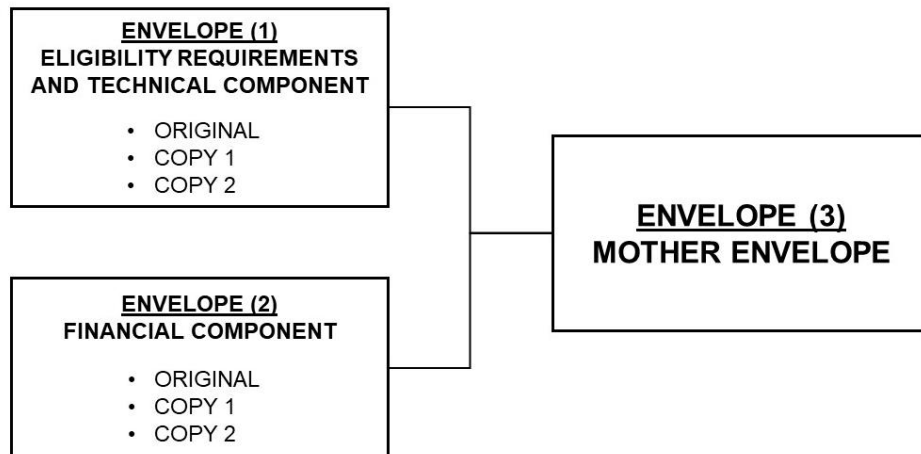 ENVELOPE (1)
ELIGIBILITY REQUIREMENTS
AND TECHNICAL COMPONENT
• ORIGINAL
• COPY 1
• COPY 2
ENVELOPE (3)
MOTHER ENVELOPE
ENVELOPE (2)
FINANCIAL COMPONENT
• ORIGINAL
• COPY 1
• COPY 2